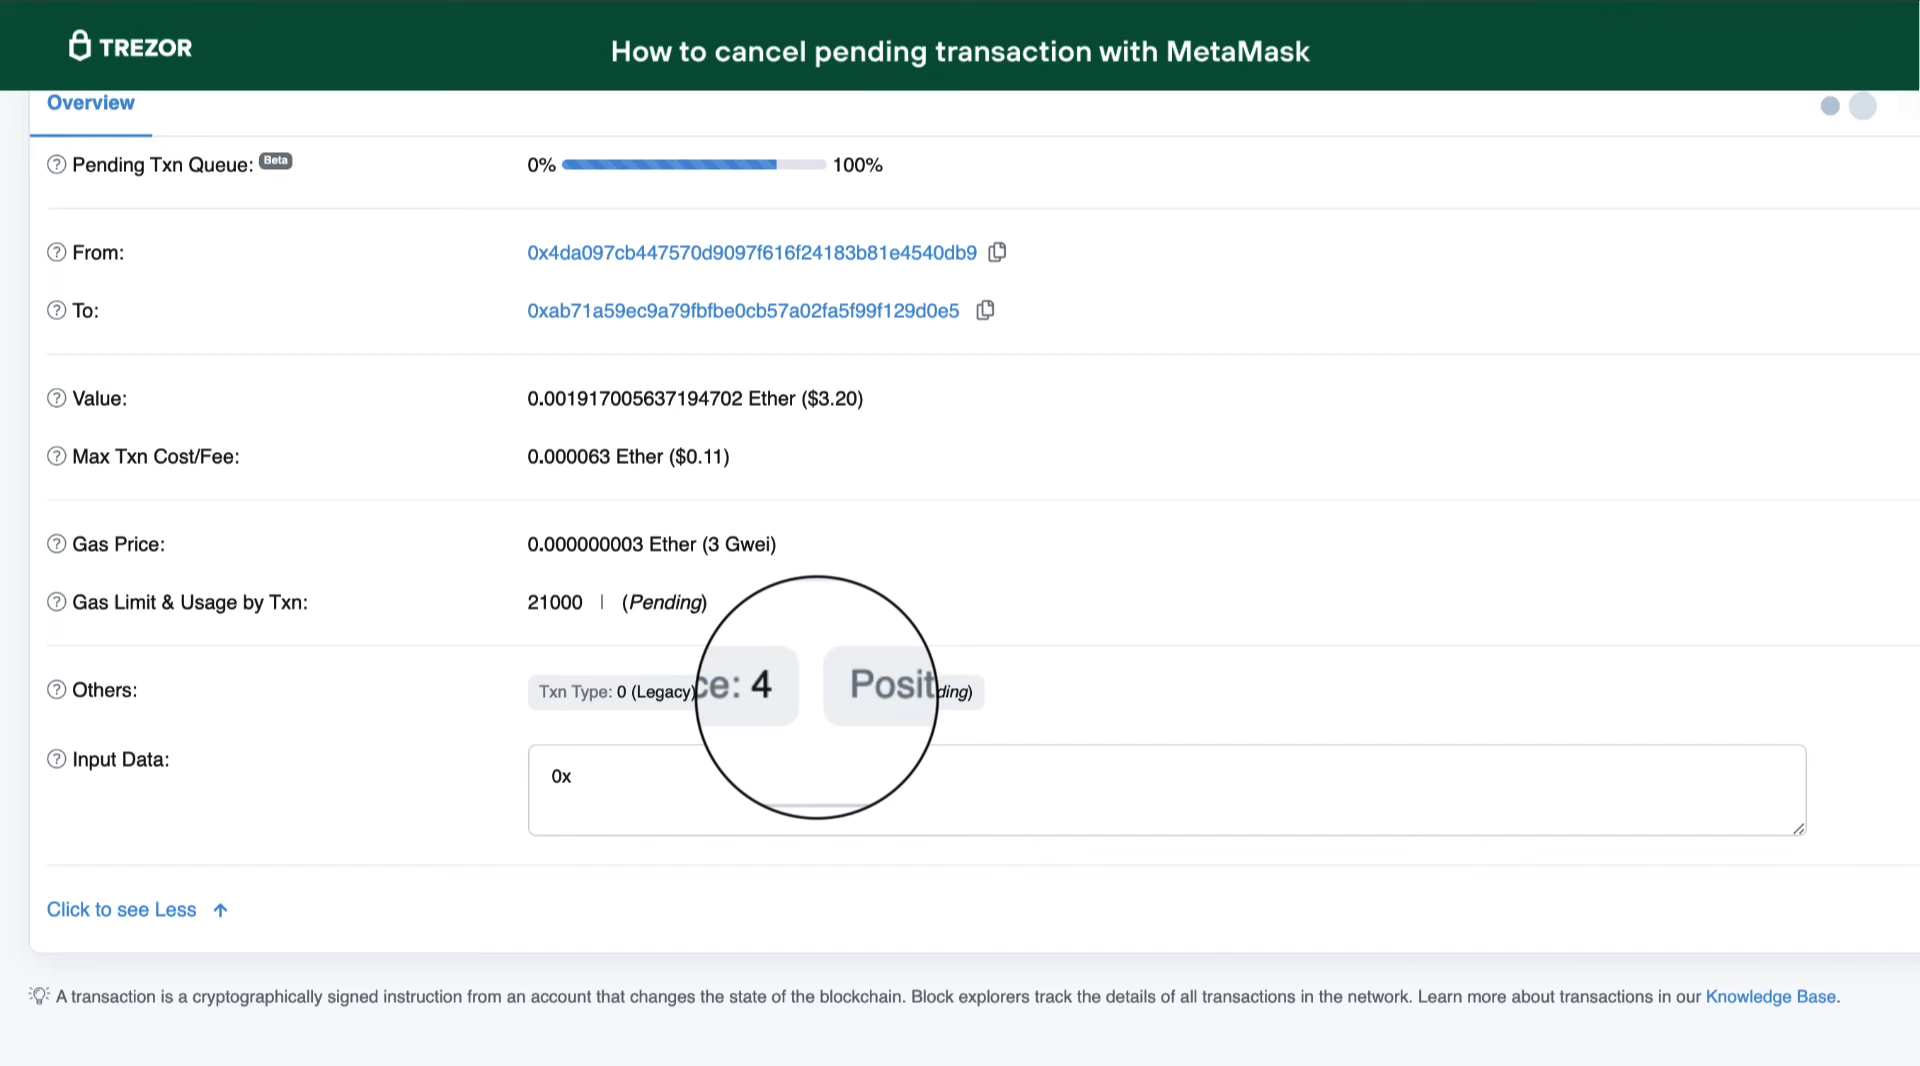 TREZOR
How to cancel pending transaction with MetaMask
Overview
Pending Txn Queue: Beta 0% 100%
From: 0x4da097cb447570d9097f616f24183b81e4540db9
To: 0xab71a59ec9a79fbfbe0cb57a02fa5f99f129d0e5
Value: 0.001917005637194702 Ether ($3.20)
Max Txn Cost/Fee: 0.000063 Ether ($0.11)
Gas Price: 0.000000003 Ether (3 Gwei)
Gas Limit & Usage by Txn: 21000 | (Pending)
Others: Txn Type: 0 (Legacy) ce: 4 Posit ding)
Input Data: 0x
Click to see Less
A transaction is a cryptographically signed instruction from an account that changes the state of the blockchain. Block explorers track the details of all transactions in the network. Learn more about transactions in our Knowledge Base.